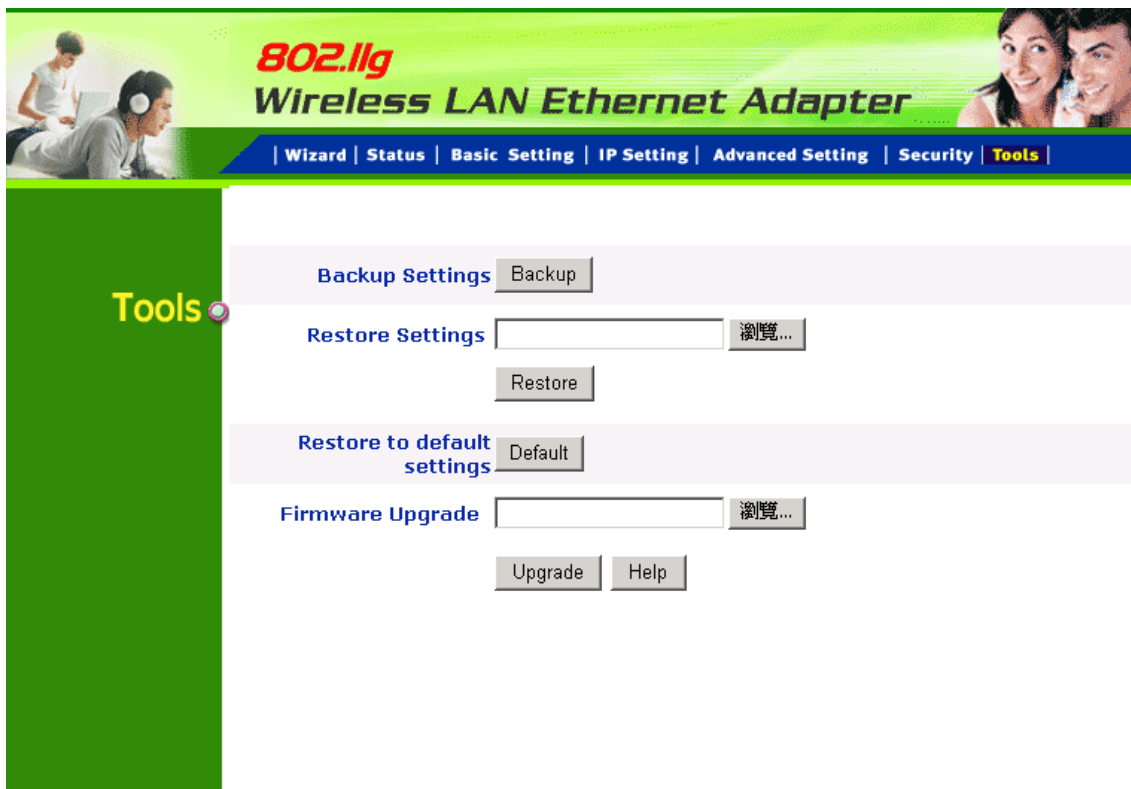 802.11g
Wireless LAN Ethernet Adapter
| Wizard | Status | Basic Setting | IP Setting | Advanced Setting | Security | Tools |
Tools
Backup Settings Backup
Restore Settings 瀏覽...
Restore
Restore to default settings Default
Firmware Upgrade 瀏覽...
Upgrade Help